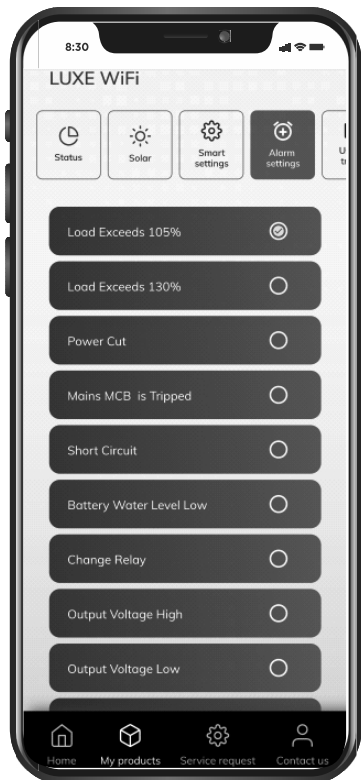 8:30
LUXE WiFi
Status
Solar
Smart
settings
Alarm
settings
Load Exceeds 105%
Load Exceeds 130%
Power Cut
Mains MCB is Tripped
Short Circuit
Battery Water Level Low
Change Relay
Output Voltage High
Output Voltage Low
Home
My products
Service request
Contact us